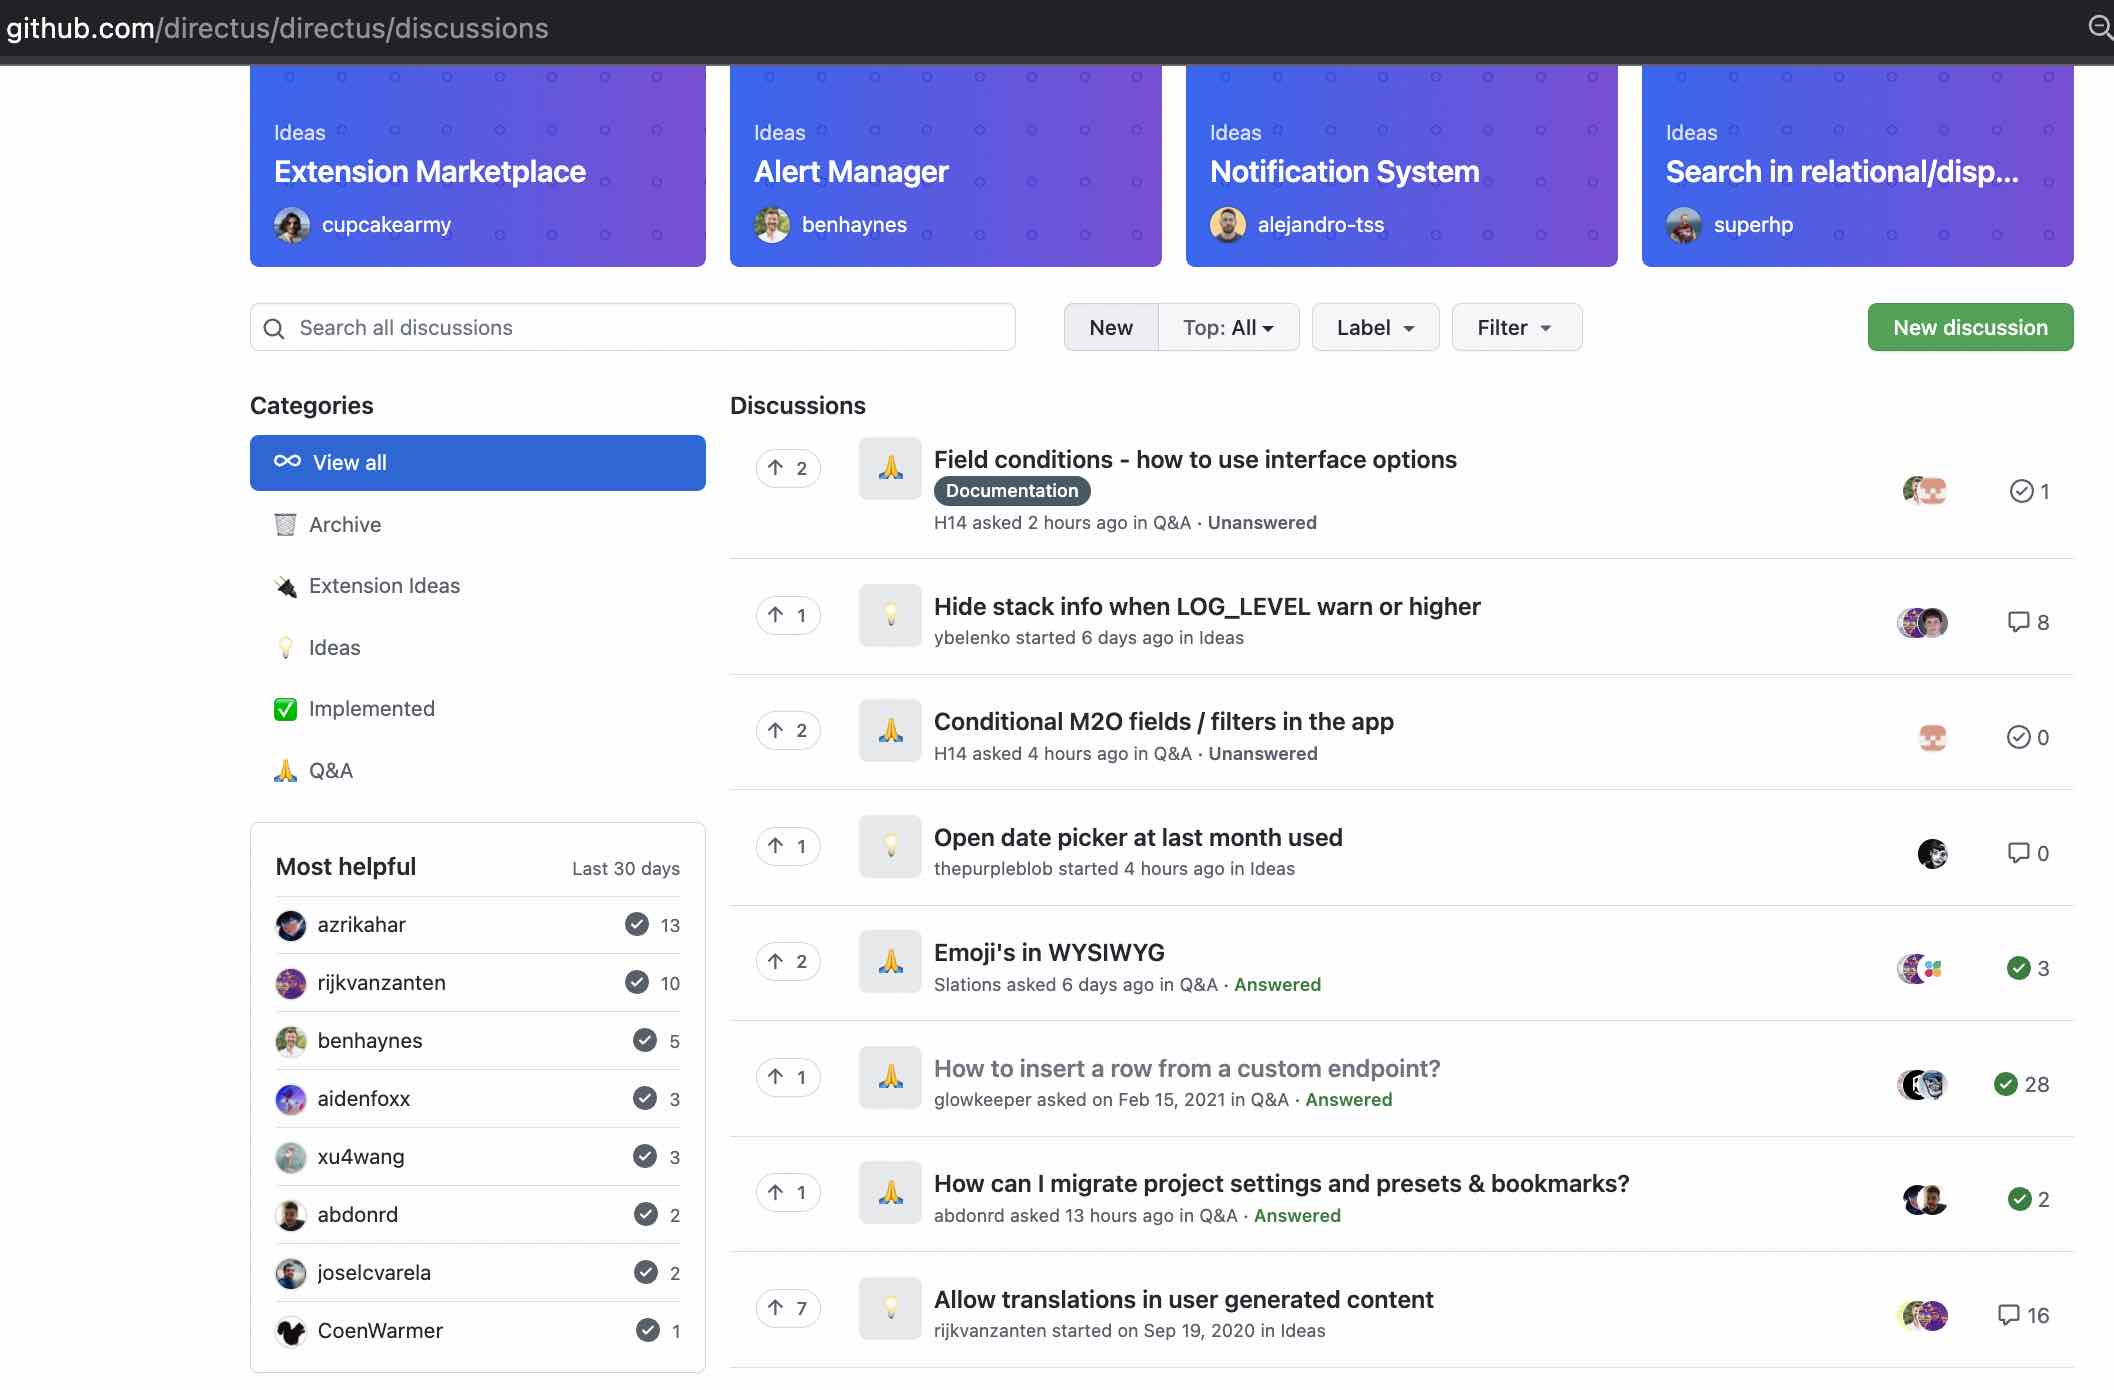 github.com/directus/directus/discussions
Ideas
Extension Marketplace
cupcakearmy
Ideas
Alert Manager
benhaynes
Ideas
Notification System
alejandro-tss
Ideas
Search in relational/disp...
superhp
Search all discussions
New
Top: All
Label
Filter
New discussion
Categories
View all
Archive
Extension Ideas
Ideas
Implemented
Q&A
Most helpful
Last 30 days
azrikahar 13
rijkvanzanten 10
benhaynes 5
aidenfoxx 3
xu4wang 3
abdonrd 2
joselcvarela 2
CoenWarmer 1
Discussions
2
Field conditions - how to use interface options
Documentation
H14 asked 2 hours ago in Q&A · Unanswered
1
1
Hide stack info when LOG_LEVEL warn or higher
ybelenko started 6 days ago in Ideas
8
2
Conditional M2O fields / filters in the app
H14 asked 4 hours ago in Q&A · Unanswered
0
1
Open date picker at last month used
thepurpleblob started 4 hours ago in Ideas
0
2
Emoji's in WYSIWYG
Slations asked 6 days ago in Q&A · Answered
3
1
How to insert a row from a custom endpoint?
glowkeeper asked on Feb 15, 2021 in Q&A · Answered
28
1
How can I migrate project settings and presets & bookmarks?
abdonrd asked 13 hours ago in Q&A · Answered
2
7
Allow translations in user generated content
rijkvanzanten started on Sep 19, 2020 in Ideas
16